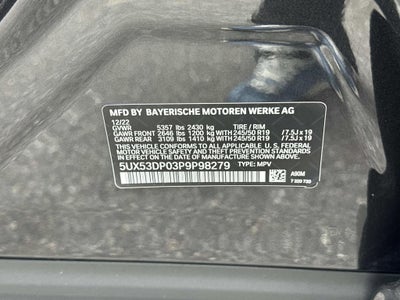 MFD BY BAYERISCHE MOTOREN WERKE AG
12/22
GVWR 5357 lbs 2430 kg TIRE / RIM
GAWR FRONT 2646 lbs 1200 kg WITH 245/50 R19 /7.5J x 19
GAWR REAR 3109 lbs 1410 kg WITH 245/50 R19 /7.5J x 19
THIS VEHICLE CONFORMS TO ALL APPLICABLE U.S. FEDERAL
MOTOR VEHICLE SAFETY AND THEFT PREVENTION STANDARDS
IN EFFECT ON THE DATE OF MANUFACTURE SHOWN ABOVE.
5UX53DP03P9P98279 TYPE: MPV
A90M